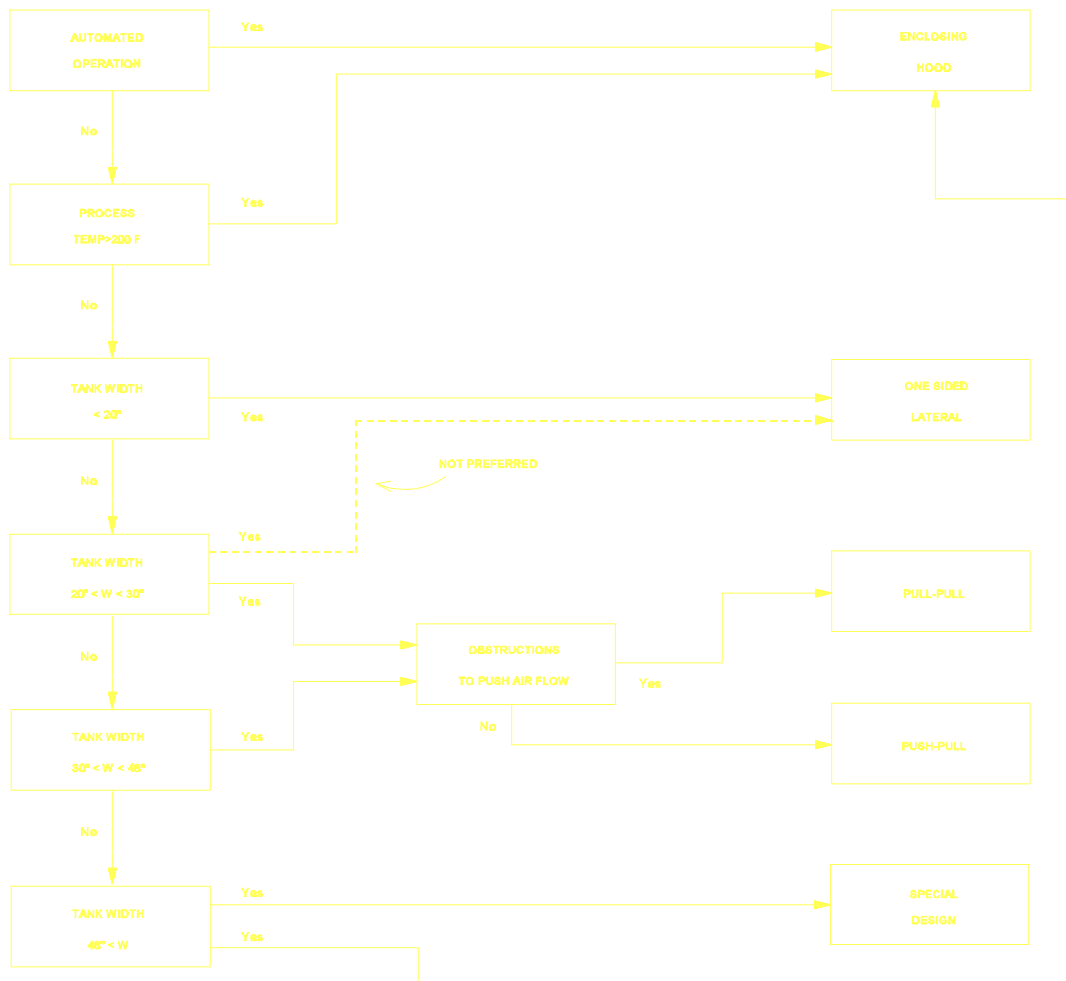 AUTOMATED
OPERATION
Yes
ENCLOSING
HOOD
No
PROCESS
TEMP>200 F
Yes
No
TANK WIDTH
< 20"
Yes
ONE SIDED
LATERAL
NOT PREFERRED
No
TANK WIDTH
20" < W < 30"
Yes
Yes
OBSTRUCTIONS
TO PUSH AIR FLOW
Yes
No
PULL-PULL
No
TANK WIDTH
30" < W < 48"
Yes
PUSH-PULL
No
TANK WIDTH
48" < W
Yes
Yes
SPECIAL
DESIGN